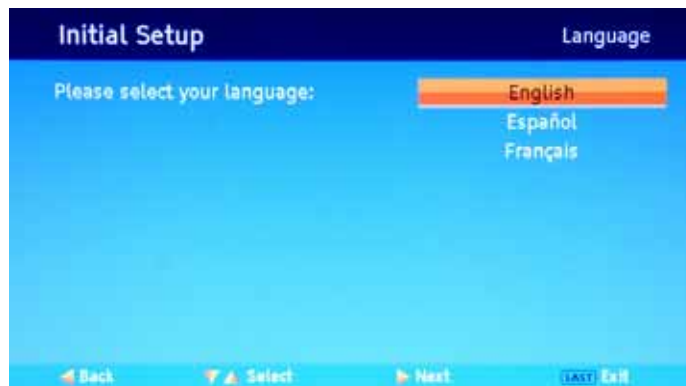 Initial Setup Language
Please select your language: English
Español
Français
Back Select Next LAST Exit